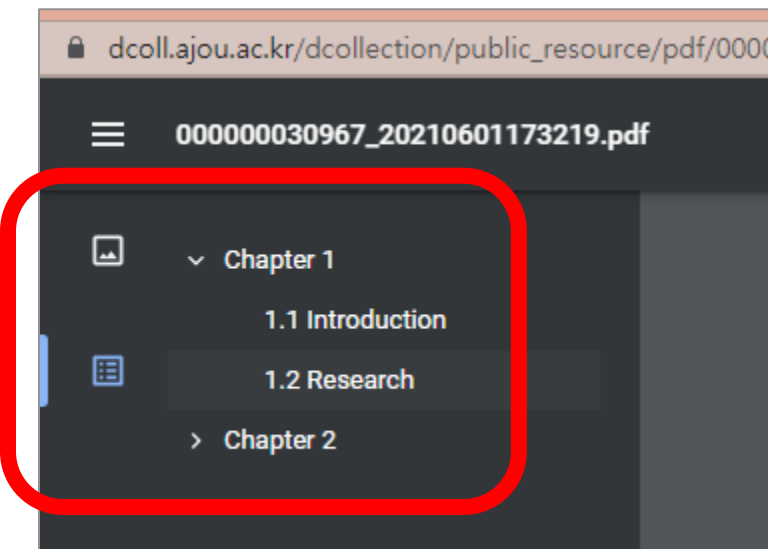 dcoll.ajou.ac.kr/dcollection/public_resource/pdf/0000
000000030967_20210601173219.pdf
Chapter 1
1.1 Introduction
1.2 Research
Chapter 2